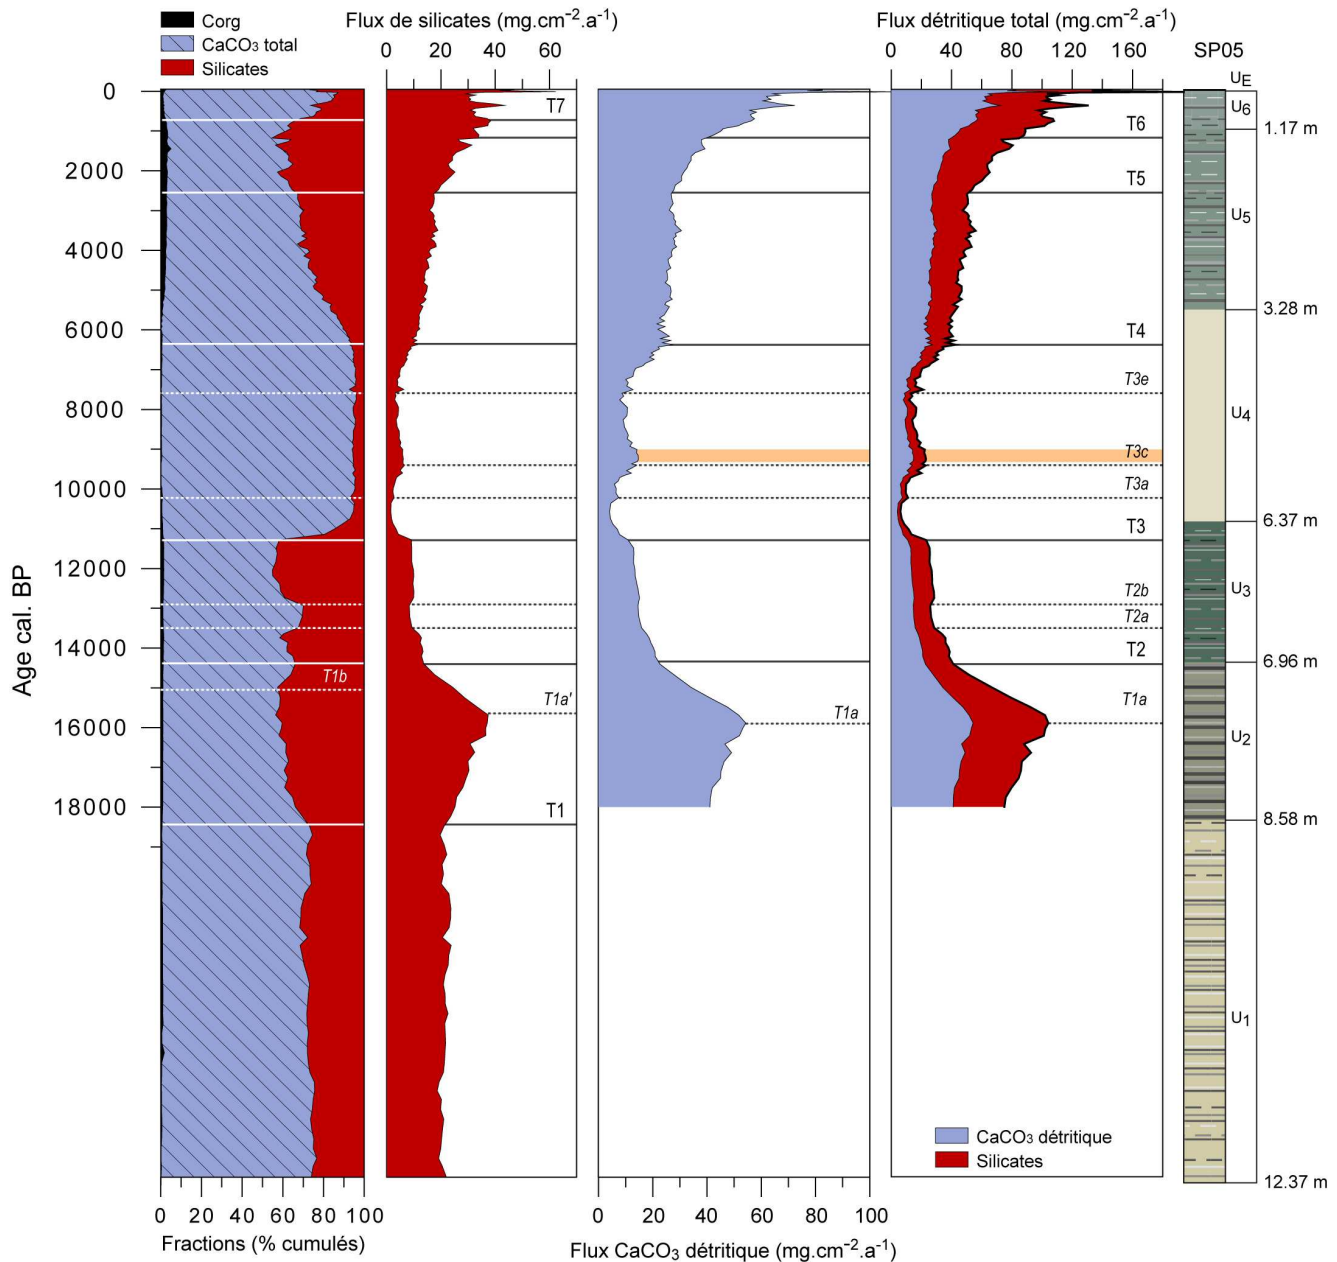 Corg
CaCO₃ total
Silicates
Flux de silicates (mg.cm⁻².a⁻¹)
0 20 40 60
Flux détritique total (mg.cm⁻².a⁻¹)
0 40 80 120 160
SP05
Age cal. BP
0
2000
4000
6000
8000
10000
12000
14000
16000
18000
T1b
T7
T1a'
T1
T1a
T6
T5
T4
T3e
T3c
T3a
T3
T2b
T2a
T2
T1a
UE
U6
1.17 m
U5
3.28 m
U4
6.37 m
U3
6.96 m
U2
8.58 m
U1
12.37 m
CaCO₃ détritique
Silicates
0 20 40 60 80 100
Fractions (% cumulés)
0 20 40 60 80 100
Flux CaCO₃ détritique (mg.cm⁻².a⁻¹)